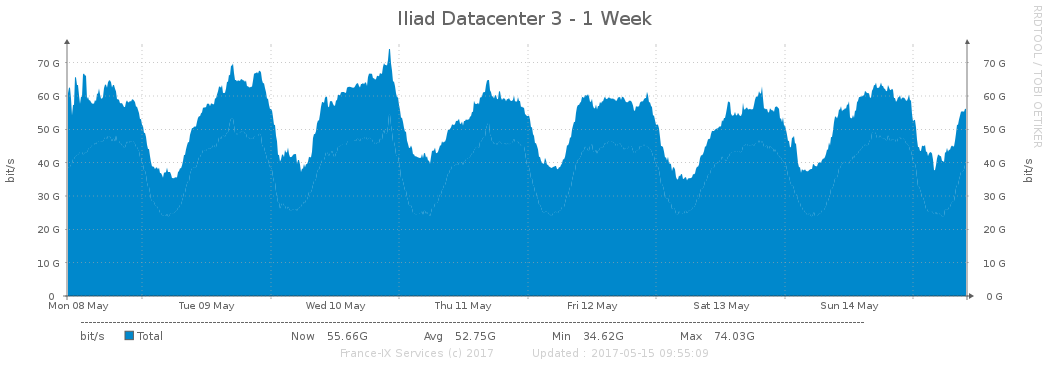 Iliad Datacenter 3 - 1 Week
RRDTOOL / TOBI OETIKER
bit/s
70 G 70 G
60 G 60 G
50 G 50 G
40 G 40 G
30 G 30 G
20 G 20 G
10 G 10 G
0 0 G
bit/s
Mon 08 May Tue 09 May Wed 10 May Thu 11 May Fri 12 May Sat 13 May Sun 14 May
bit/s Total Now 55.66G Avg 52.75G Min 34.62G Max 74.03G
France-IX Services (c) 2017 Updated : 2017-05-15 09:55:09